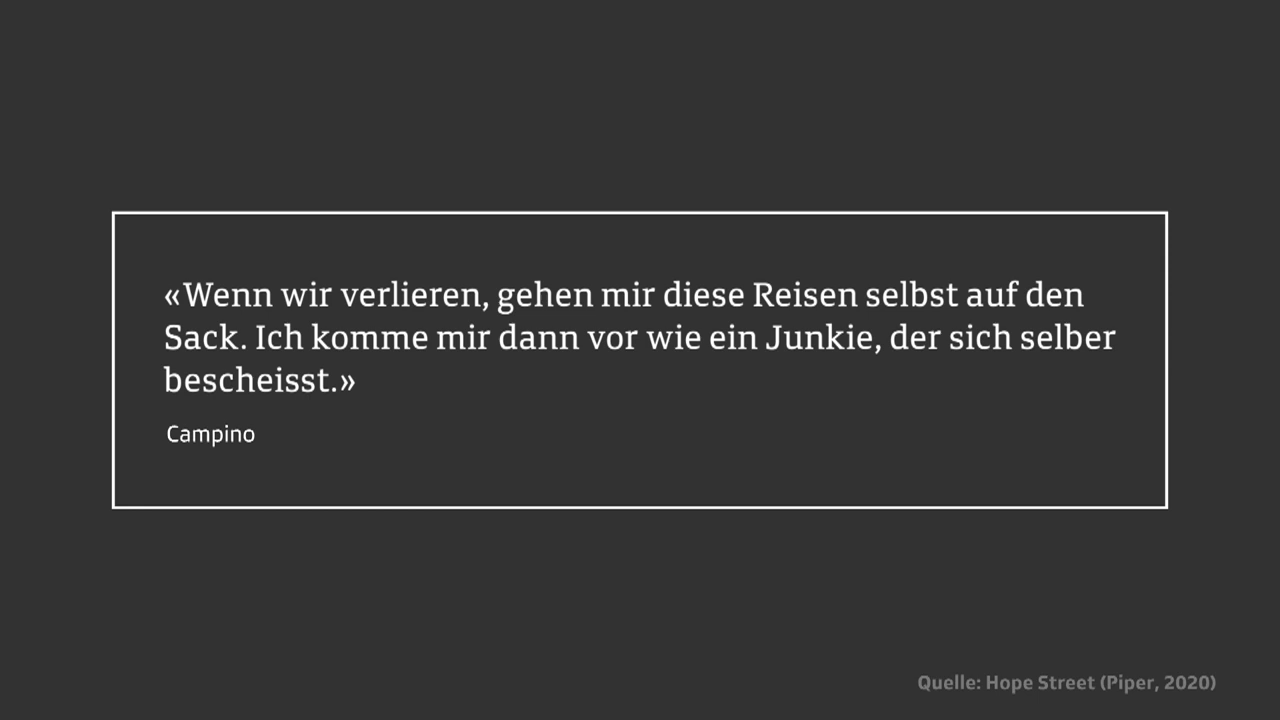 «Wenn wir verlieren, gehen mir diese Reisen selbst auf den
Sack. Ich komme mir dann vor wie ein Junkie, der sich selber
bescheisst.»
Campino
Quelle: Hope Street (Piper, 2020)